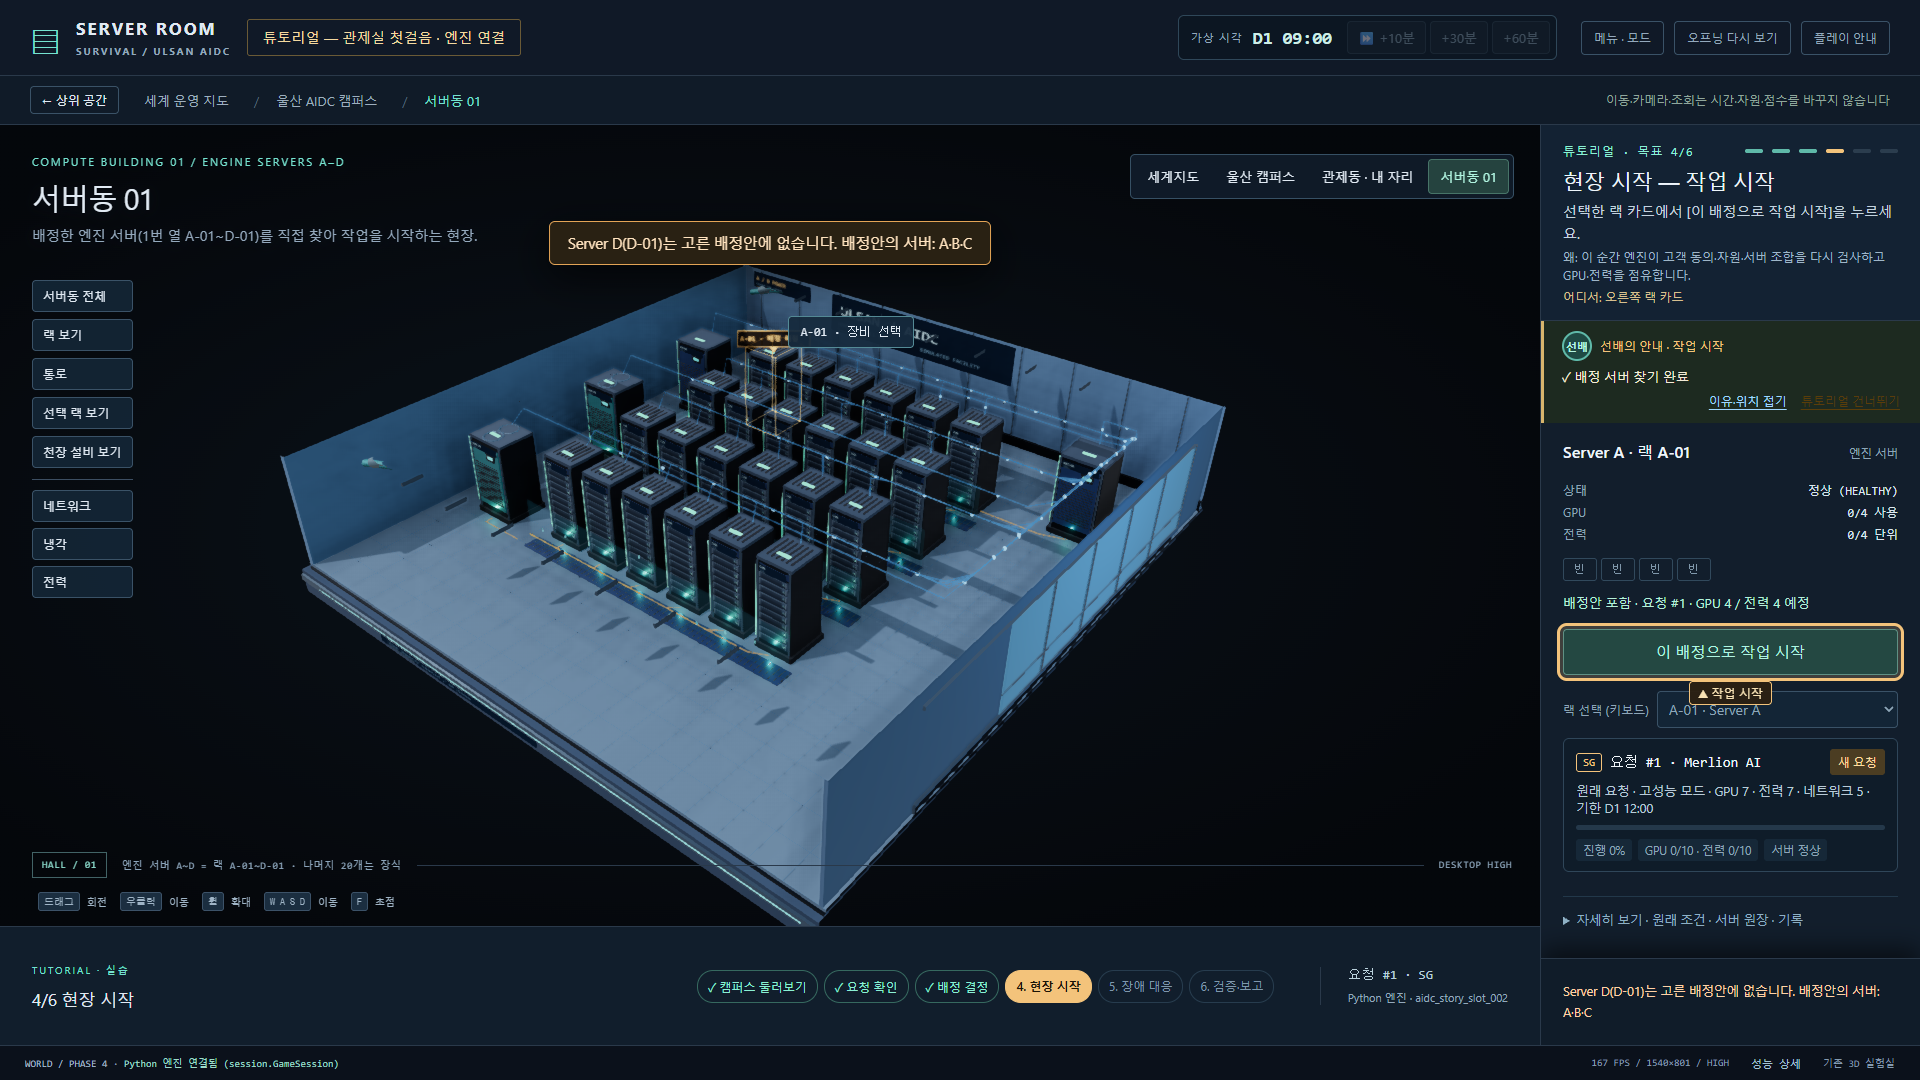 SERVER ROOM
SURVIVAL / ULSAN AIDC
튜토리얼 — 관제실 첫걸음 · 엔진 연결
가상 시각 D1 09:00
+10분
+30분
+60분
메뉴 · 모드
오프닝 다시 보기
플레이 안내
← 상위 공간
세계 운영 지도 / 울산 AIDC 캠퍼스 / 서버동 01
이동·카메라·조회는 시간·자원·점수를 바꾸지 않습니다
COMPUTE BUILDING 01 / ENGINE SERVERS A–D
서버동 01
배정한 엔진 서버(1번 열 A-01~D-01)를 직접 찾아 작업을 시작하는 현장.
세계지도
울산 캠퍼스
관제동 · 내 자리
서버동 01
Server D(D-01)는 고른 배정안에 없습니다. 배정안의 서버: A·B·C
A-01 · 장비 선택
서버동 전체
랙 보기
통로
선택 랙 보기
천장 설비 보기
네트워크
냉각
전력
HALL / 01
엔진 서버 A~D = 랙 A-01~D-01 · 나머지 20개는 장식
DESKTOP HIGH
드래그 회전 우클릭 이동 휠 확대 W A S D 이동 F 초점
튜토리얼 · 목표 4/6
현장 시작 — 작업 시작
선택한 랙 카드에서 [이 배정으로 작업 시작]을 누르세
요.
왜: 이 순간 엔진이 고객 동의·자원·서버 조합을 다시 검사하고
GPU·전력을 점유합니다.
어디서: 오른쪽 랙 카드
선배
선배의 안내 · 작업 시작
✓ 배정 서버 찾기 완료
이유·위치 접기
튜토리얼 건너뛰기
Server A · 랙 A-01
엔진 서버
상태 정상 (HEALTHY)
GPU 0/4 사용
전력 0/4 단위
빈 빈 빈 빈
배정안 포함 · 요청 #1 · GPU 4 / 전력 4 예정
이 배정으로 작업 시작
▲ 작업 시작
랙 선택 (키보드)
A-01 · Server A
SG 요청 #1 · Merlion AI
새 요청
원래 요청 · 고성능 모드 · GPU 7 · 전력 7 · 네트워크 5 ·
기한 D1 12:00
진행 0%
GPU 0/10 · 전력 0/10
서버 정상
▶ 자세히 보기 · 원래 조건 · 서버 원장 · 기록
Server D(D-01)는 고른 배정안에 없습니다. 배정안의 서버:
A·B·C
TUTORIAL · 실습
4/6 현장 시작
✓ 캠퍼스 둘러보기
✓ 요청 확인
✓ 배정 결정
4. 현장 시작
5. 장애 대응
6. 검증·보고
요청 #1 · SG
Python 엔진 · aidc_story_slot_002
WORLD / PHASE 4 · Python 엔진 연결됨 (session.GameSession)
167 FPS / 1540×801 / HIGH
성능 상세
기존 3D 실험실